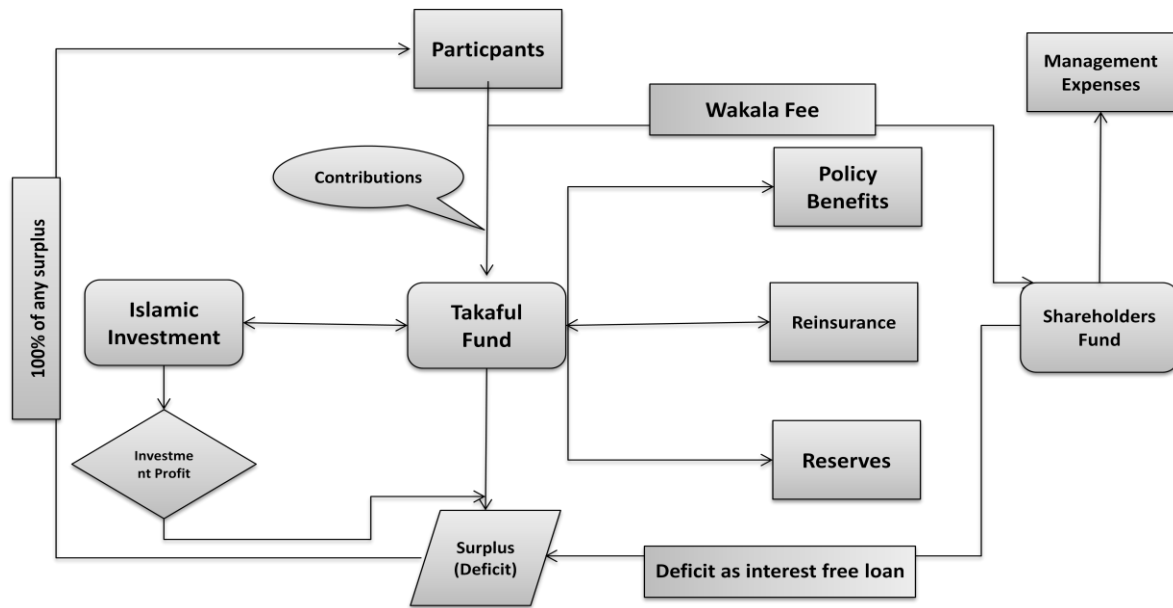 Particpants
Management
Expenses
Wakala Fee
Contributions
Policy
Benefits
100% of any surplus
Islamic
Investment
Takaful
Fund
Reinsurance
Shareholders
Fund
Investme
nt Profit
Reserves
Surplus
(Deficit)
Deficit as interest free loan